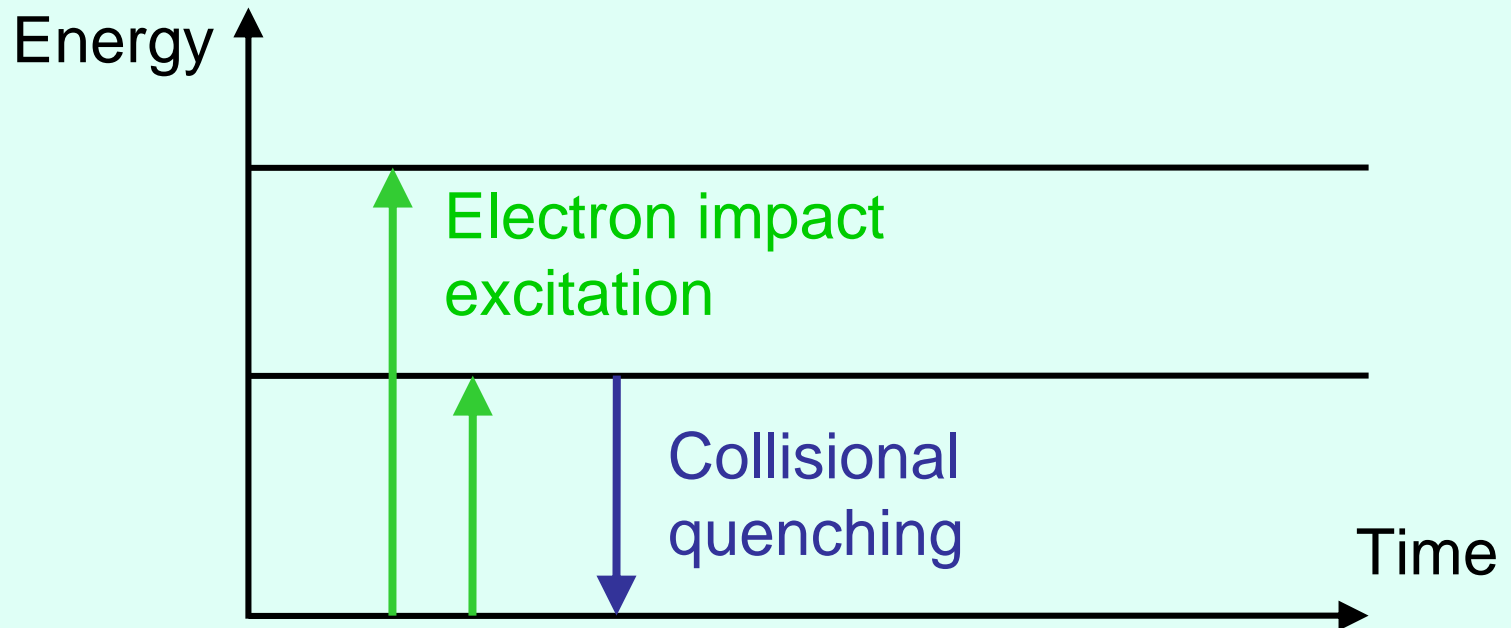 Energy
Electron impact
excitation
Collisional
quenching
Time